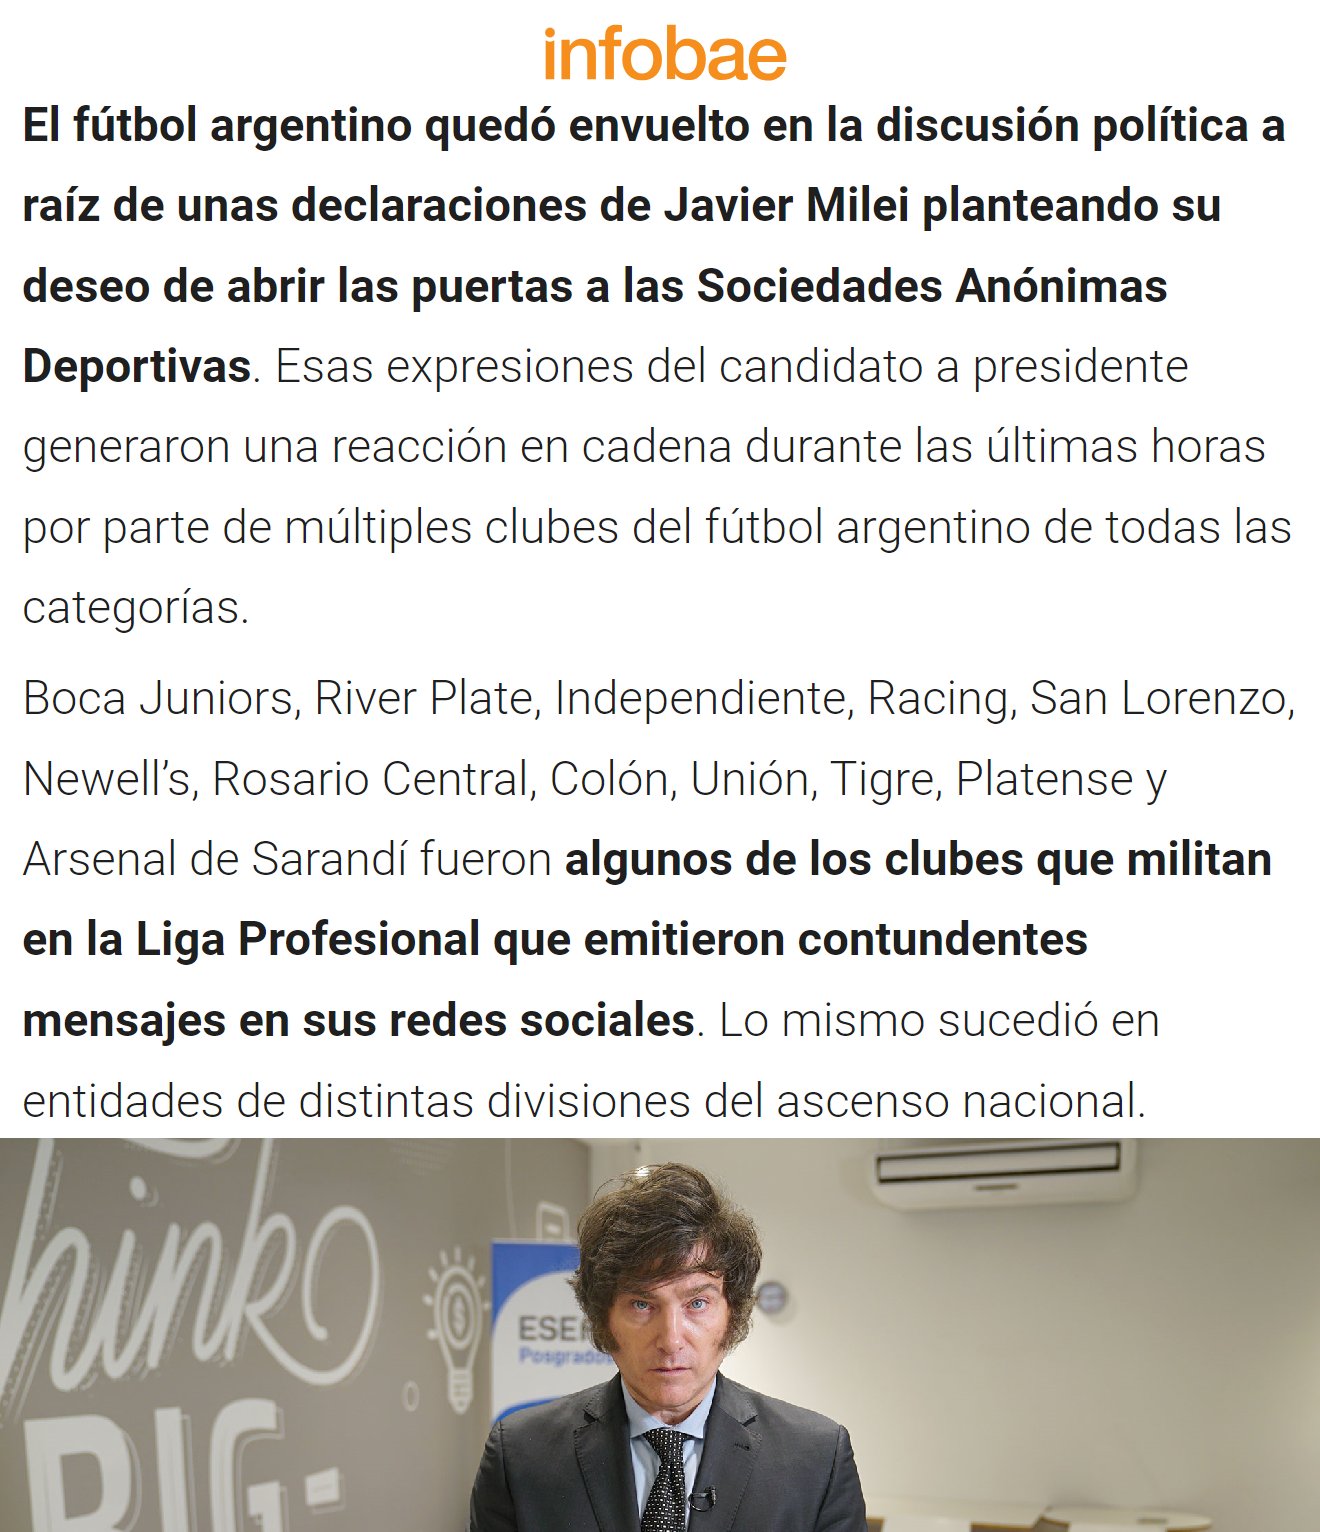 infobae
El fútbol argentino quedó envuelto en la discusión política a
raíz de unas declaraciones de Javier Milei planteando su
deseo de abrir las puertas a las Sociedades Anónimas
Deportivas. Esas expresiones del candidato a presidente
generaron una reacción en cadena durante las últimas horas
por parte de múltiples clubes del fútbol argentino de todas las
categorías.
Boca Juniors, River Plate, Independiente, Racing, San Lorenzo,
Newell’s, Rosario Central, Colón, Unión, Tigre, Platense y
Arsenal de Sarandí fueron algunos de los clubes que militan
en la Liga Profesional que emitieron contundentes
mensajes en sus redes sociales. Lo mismo sucedió en
entidades de distintas divisiones del ascenso nacional.
hink
BIG
Posgrados